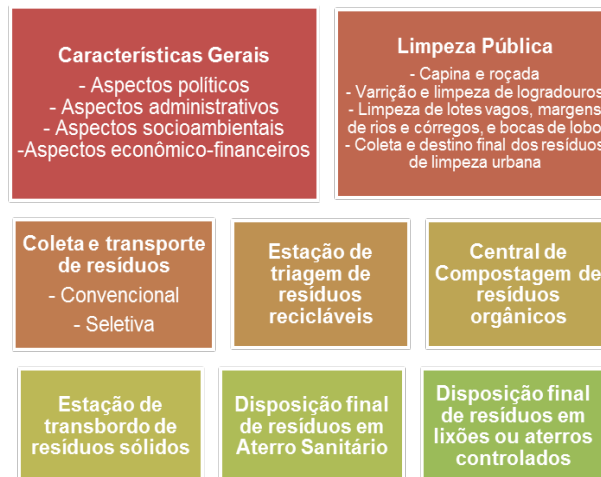 Características Gerais
- Aspectos políticos
- Aspectos administrativos
- Aspectos socioambientais
-Aspectos econômico-financeiros
Limpeza Pública
- Capina e roçada
- Varrição e limpeza de logradouros
- Limpeza de lotes vagos, margens
de rios e córregos, e bocas de lobo
- Coleta e destino final dos resíduos
de limpeza urbana
Coleta e transporte
de resíduos
- Convencional
- Seletiva
Estação de
triagem de
resíduos
recicláveis
Central de
Compostagem de
resíduos
orgânicos
Estação de
transbordo de
resíduos sólidos
Disposição final
de resíduos em
Aterro Sanitário
Disposição final
de resíduos em
lixões ou aterros
controlados